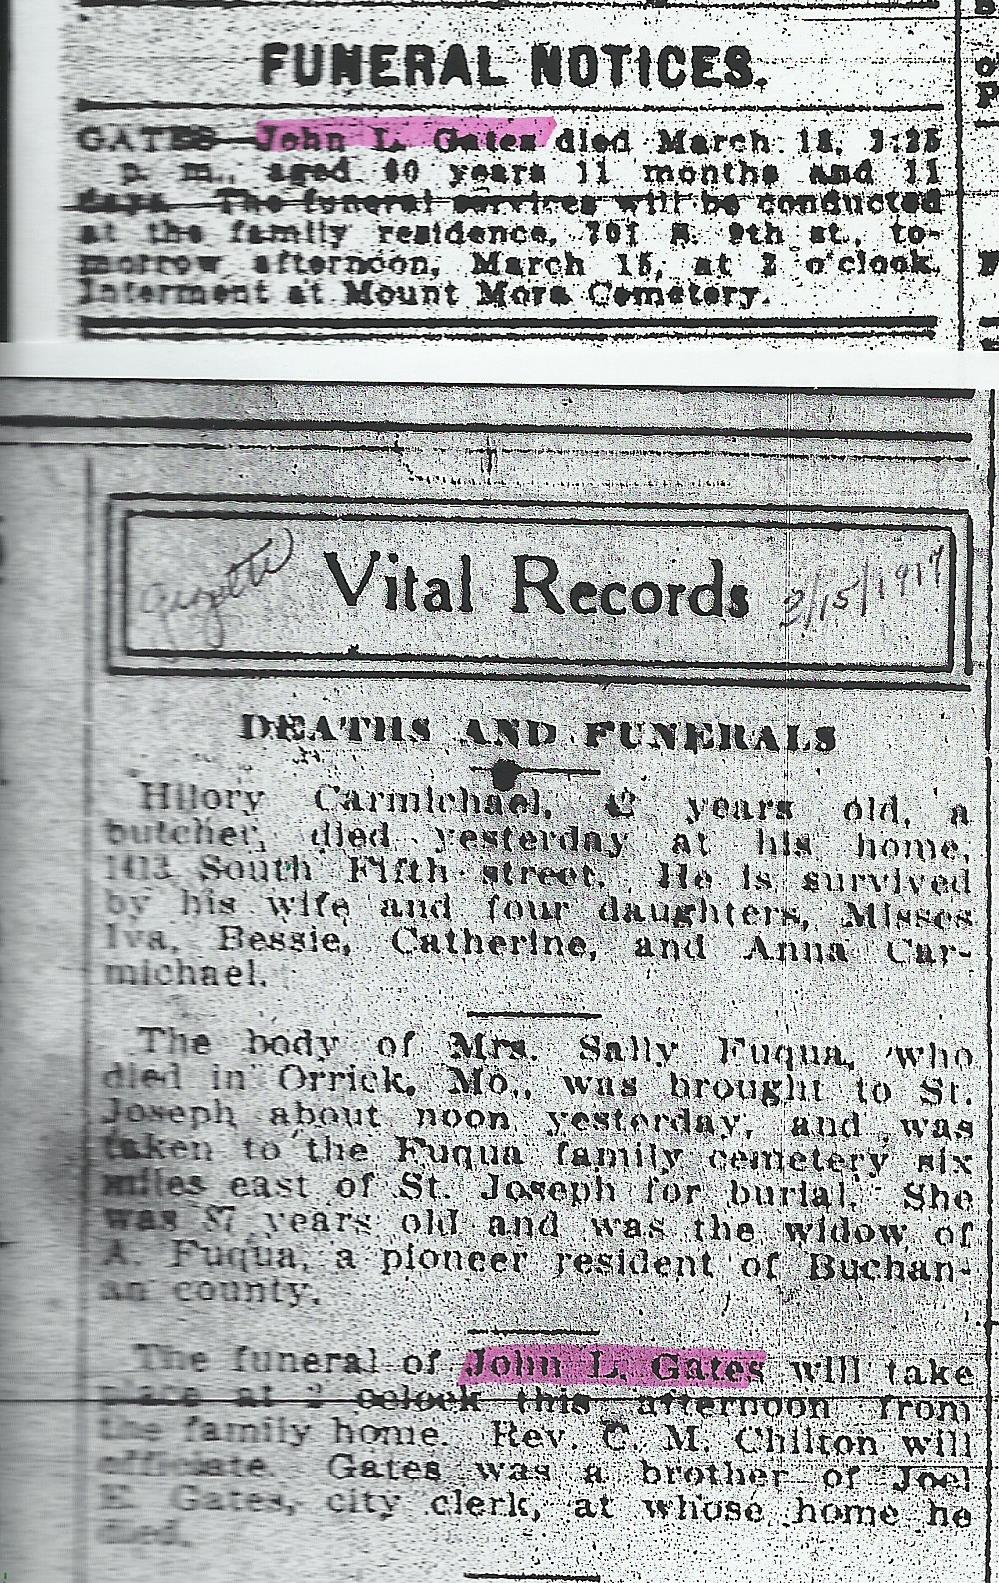 FUNERAL NOTICES.
GATES—John L. Gates died March 13,
p. m., aged 60 years 11 months and 11
days. The funeral services will be conducted
at the family residence, 701 S. 9th st., to-
morrow afternoon, March 15, at 2 o'clock.
Interment at Mount Mora Cemetery.
Gazette
Vital Records
3/15/1917
DEATHS AND FUNERALS
Hilory Carmichael, years old, a
butcher, died yesterday at his home,
1413 South Fifth street. He is survived
by his wife and four daughters, Misses
Iva, Bessie, Catherine, and Anna Car-
michael.
The body of Mrs. Sally Fuqua, who
died in Orrick, Mo., was brought to St.
Joseph about noon yesterday, and was
taken to the Fuqua family cemetery six
miles east of St. Joseph for burial. She
was 87 years old and was the widow of
A. Fuqua, a pioneer resident of Buchan-
an county.
The funeral of John L. Gates will take
place at 2 oclock this afternoon from
the family home. Rev. C. M. Chilton will
officiate. Gates was a brother of Joel
E. Gates, city clerk, at whose home he
died.